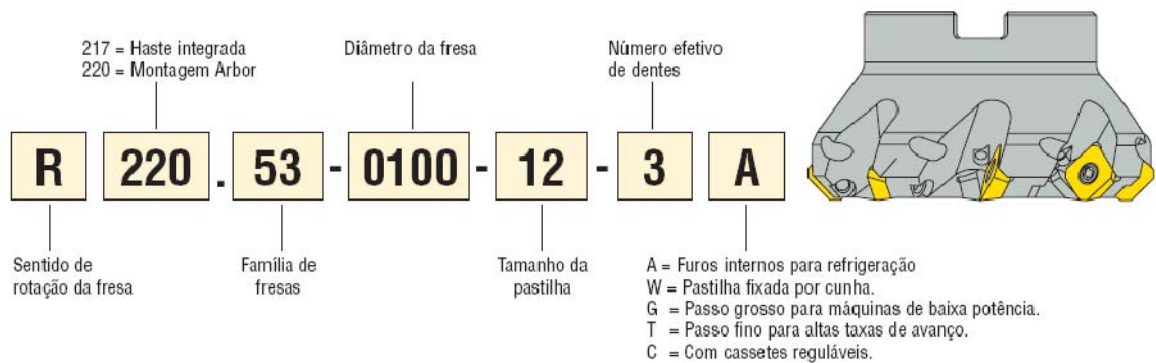 217 = Haste integrada
220 = Montagem Arbor
Diâmetro da fresa
Número efetivo
de dentes
R 220 . 53 - 0100 - 12 - 3 A
Sentido de
rotação da fresa
Família de
fresas
Tamanho da
pastilha
A = Furos internos para refrigeração
W = Pastilha fixada por cunha.
G = Passo grosso para máquinas de baixa potência.
T = Passo fino para altas taxas de avanço.
C = Com cassetes reguláveis.